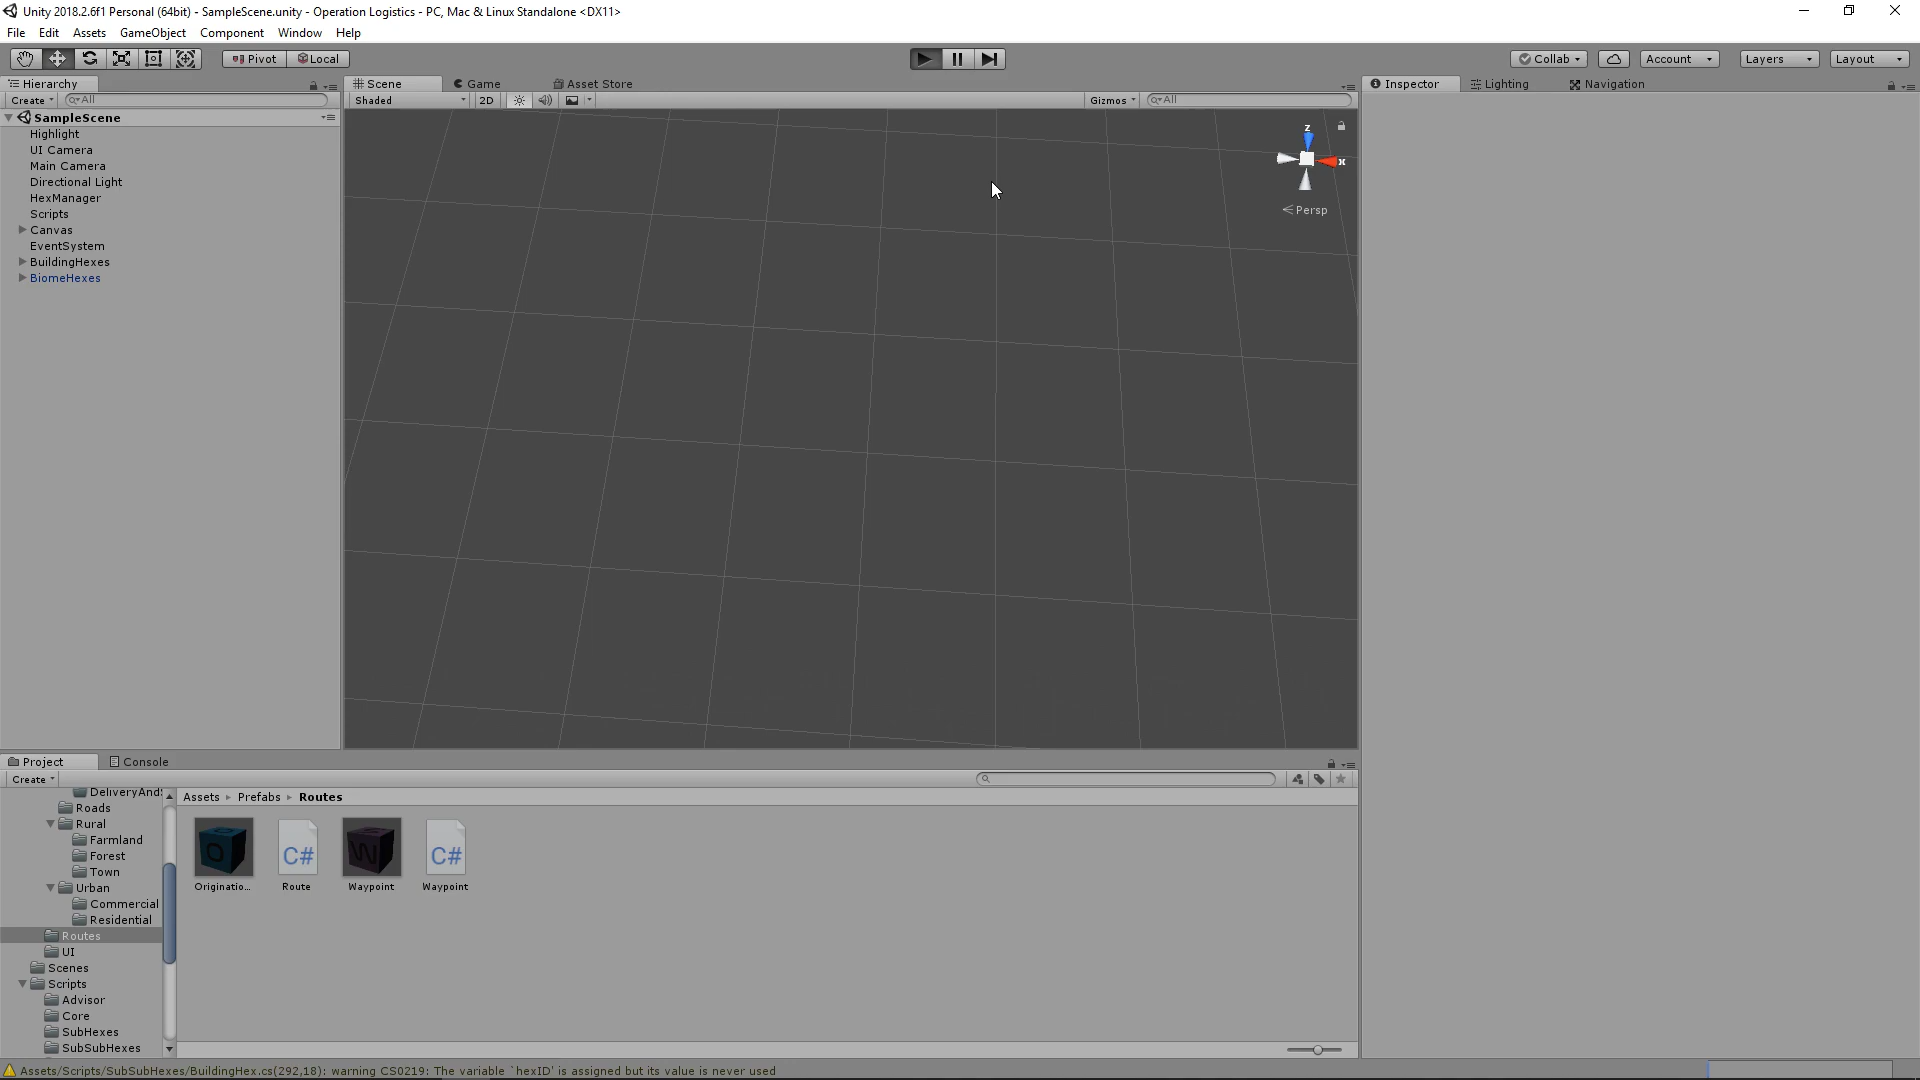 Unity 2018.2.6f1 Personal (64bit) - SampleScene.unity - Operation Logistics - PC, Mac & Linux Standalone <DX11>
File Edit Assets GameObject Component Window Help
Pivot Local Collab Account Layers Layout
Hierarchy
Create All
SampleScene
Highlight
UI Camera
Main Camera
Directional Light
HexManager
Scripts
Canvas
EventSystem
BuildingHexes
BiomeHexes
Scene Game Asset Store
Shaded 2D Gizmos All
z
x
Persp
Inspector Lighting Navigation
Project Console
Create
DeliveryAndS
Roads
Rural
Farmland
Forest
Town
Urban
Commercial
Residential
Routes
UI
Scenes
Scripts
Advisor
Core
SubHexes
SubSubHexes
Assets Prefabs Routes
O
C#
W
C#
Originatio...
Route
Waypoint
Waypoint
Assets/Scripts/SubSubHexes/BuildingHex.cs(292,18): warning CS0219: The variable `hexID' is assigned but its value is never used